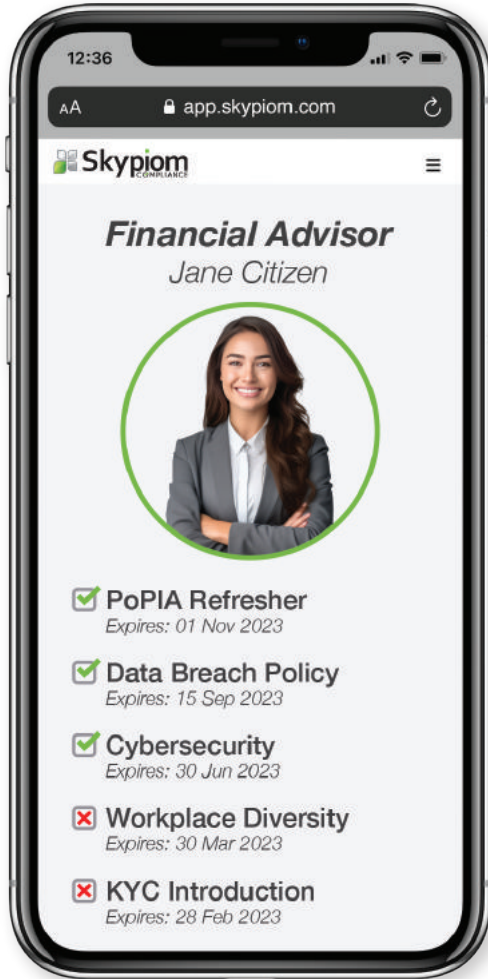 12:36
AA app.skypiom.com
Skypiom
COMPLIANCE
Financial Advisor
Jane Citizen
PoPIA Refresher
Expires: 01 Nov 2023
Data Breach Policy
Expires: 15 Sep 2023
Cybersecurity
Expires: 30 Jun 2023
Workplace Diversity
Expires: 30 Mar 2023
KYC Introduction
Expires: 28 Feb 2023